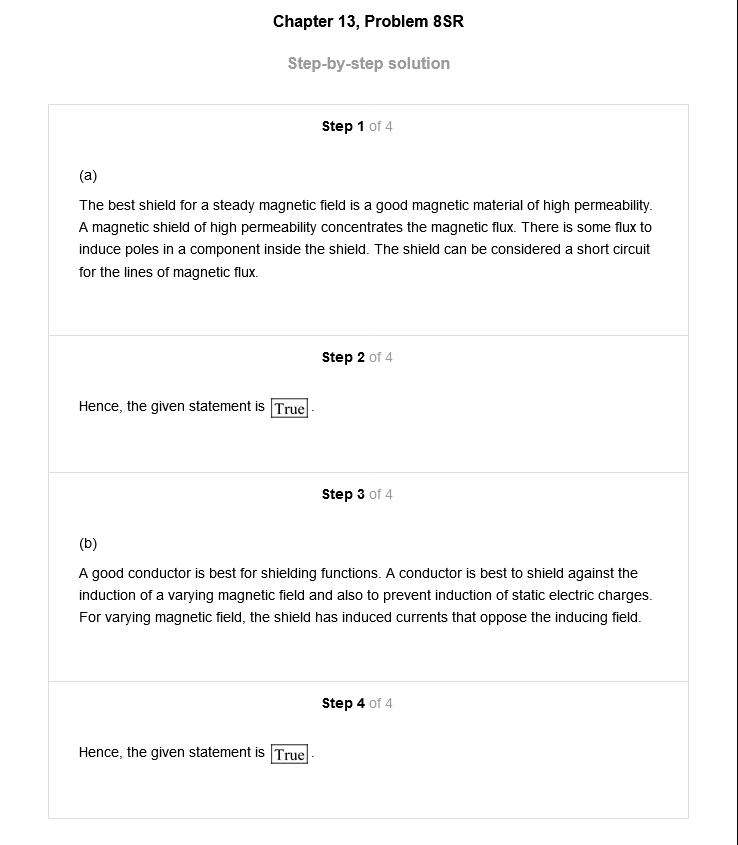 Chapter 13, Problem 8SR
Step-by-step solution
Step 1 of 4
(a)
The best shield for a steady magnetic field is a good magnetic material of high permeability.
A magnetic shield of high permeability concentrates the magnetic flux. There is some flux to
induce poles in a component inside the shield. The shield can be considered a short circuit
for the lines of magnetic flux.
Step 2 of 4
Hence, the given statement is True.
Step 3 of 4
(b)
A good conductor is best for shielding functions. A conductor is best to shield against the
induction of a varying magnetic field and also to prevent induction of static electric charges.
For varying magnetic field, the shield has induced currents that oppose the inducing field.
Step 4 of 4
Hence, the given statement is True.